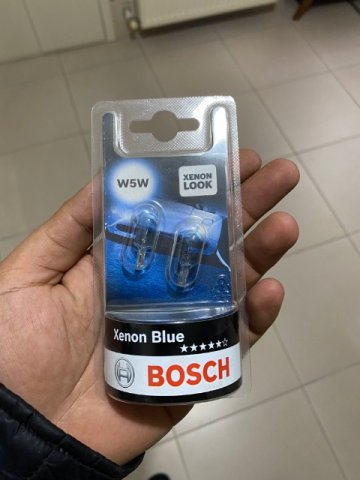 W5W
XENON
LOOK
Xenon Blue
★★★★★☆
BOSCH